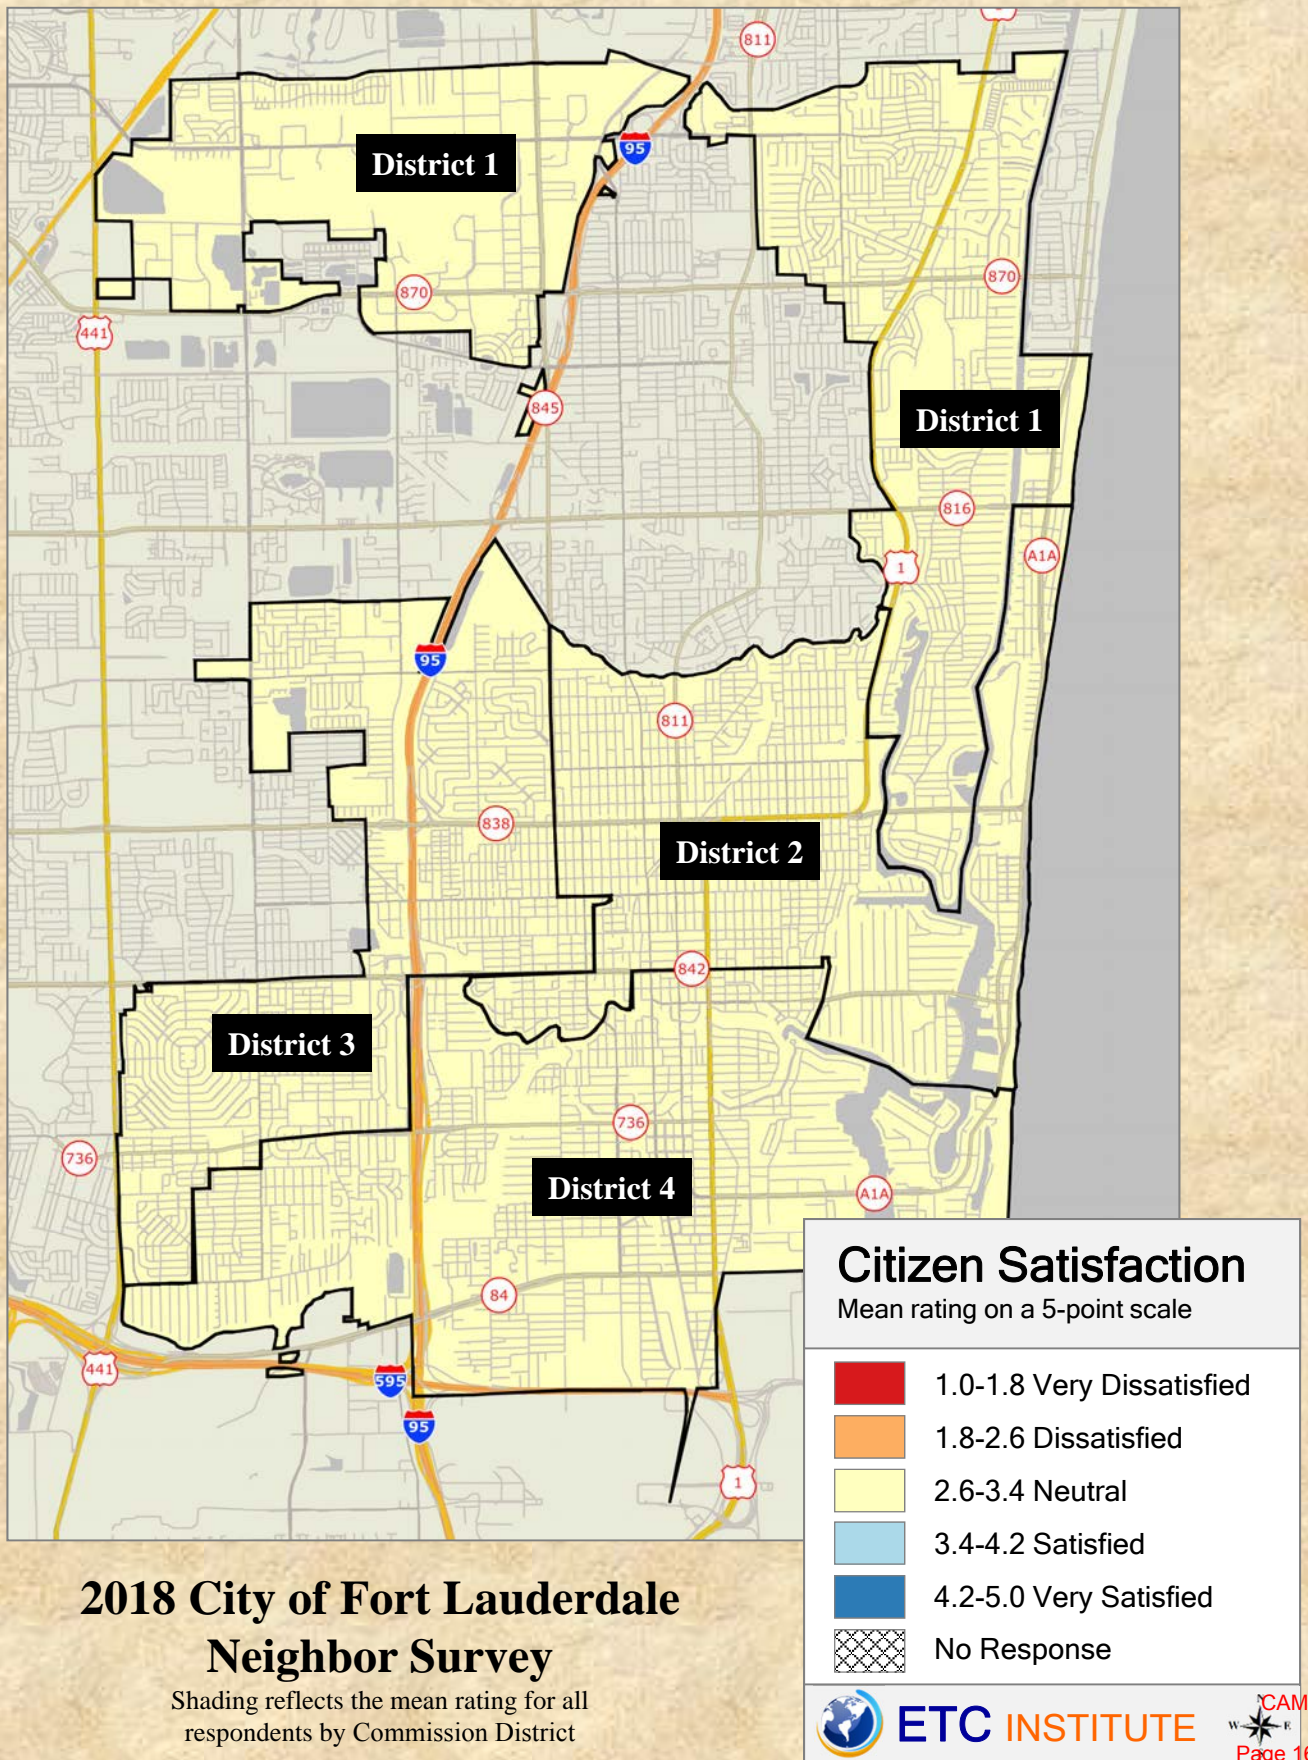 811
95
District 1
870
870
441
845
District 1
816
A1A
1
95
811
838
District 2
842
District 3
736
736
District 4
A1A
84
441
595
95
1
Citizen Satisfaction
Mean rating on a 5-point scale
1.0-1.8 Very Dissatisfied
1.8-2.6 Dissatisfied
2.6-3.4 Neutral
3.4-4.2 Satisfied
4.2-5.0 Very Satisfied
No Response
2018 City of Fort Lauderdale
Neighbor Survey
Shading reflects the mean rating for all
respondents by Commission District
ETC INSTITUTE
W E
CAM
Page